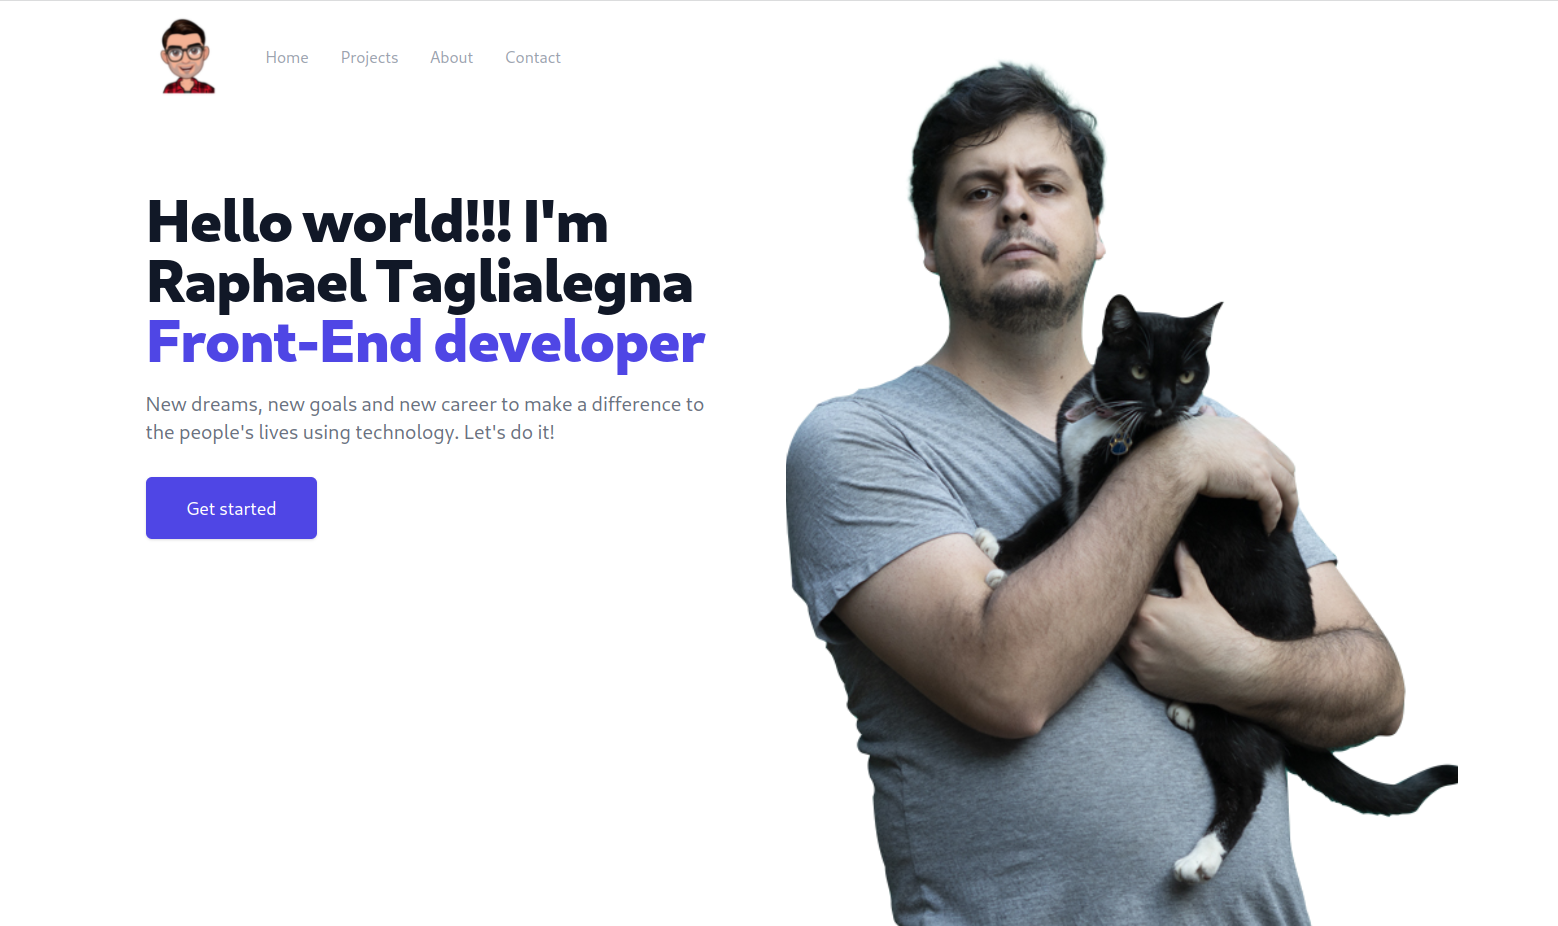 Home Projects About Contact
Hello world!!! I'm
Raphael Taglialegna
Front-End developer
New dreams, new goals and new career to make a difference to
the people's lives using technology. Let's do it!
Get started